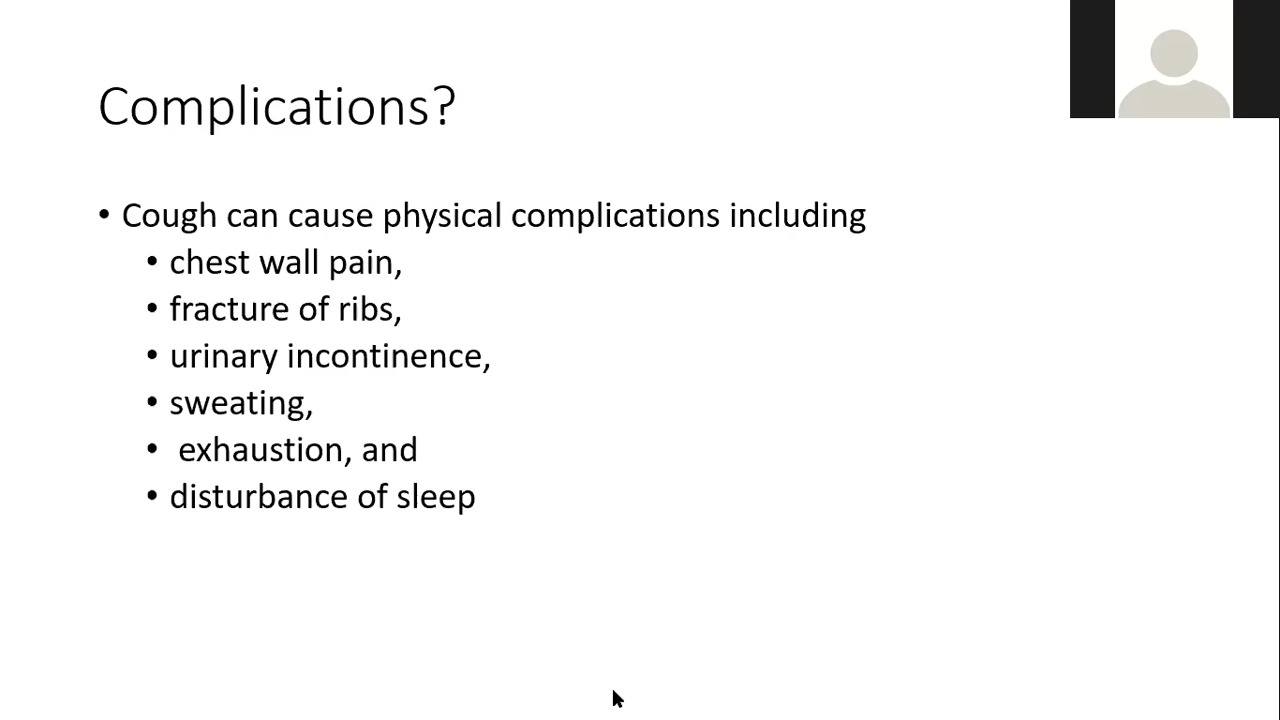 Complications?
• Cough can cause physical complications including
• chest wall pain,
• fracture of ribs,
• urinary incontinence,
• sweating,
• exhaustion, and
• disturbance of sleep